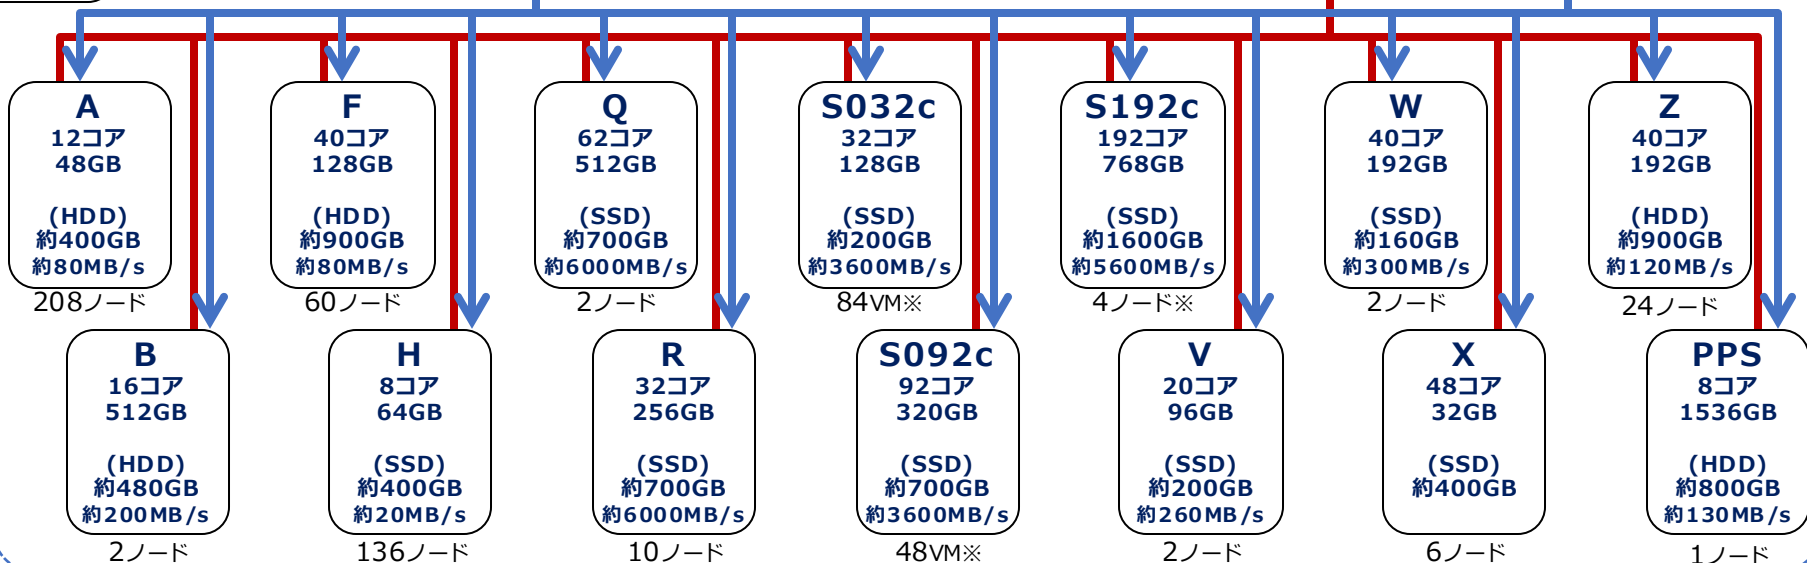 A
12コア
48GB
(HDD)
約400GB
約80MB/s
208ノード
F
40コア
128GB
(HDD)
約900GB
約80MB/s
60ノード
Q
62コア
512GB
(SSD)
約700GB
約6000MB/s
2ノード
S032c
32コア
128GB
(SSD)
約200GB
約3600MB/s
84VM※
S192c
192コア
768GB
(SSD)
約1600GB
約5600MB/s
4ノード※
W
40コア
192GB
(SSD)
約160GB
約300MB/s
2ノード
Z
40コア
192GB
(HDD)
約900GB
約120MB/s
24ノード
B
16コア
512GB
(HDD)
約480GB
約200MB/s
2ノード
H
8コア
64GB
(SSD)
約400GB
約20MB/s
136ノード
R
32コア
256GB
(SSD)
約700GB
約6000MB/s
10ノード
S092c
92コア
320GB
(SSD)
約700GB
約3600MB/s
48VM※
V
20コア
96GB
(SSD)
約200GB
約260MB/s
2ノード
X
48コア
32GB
(SSD)
約400GB
6ノード
PPS
8コア
1536GB
(HDD)
約800GB
約130MB/s
1ノード